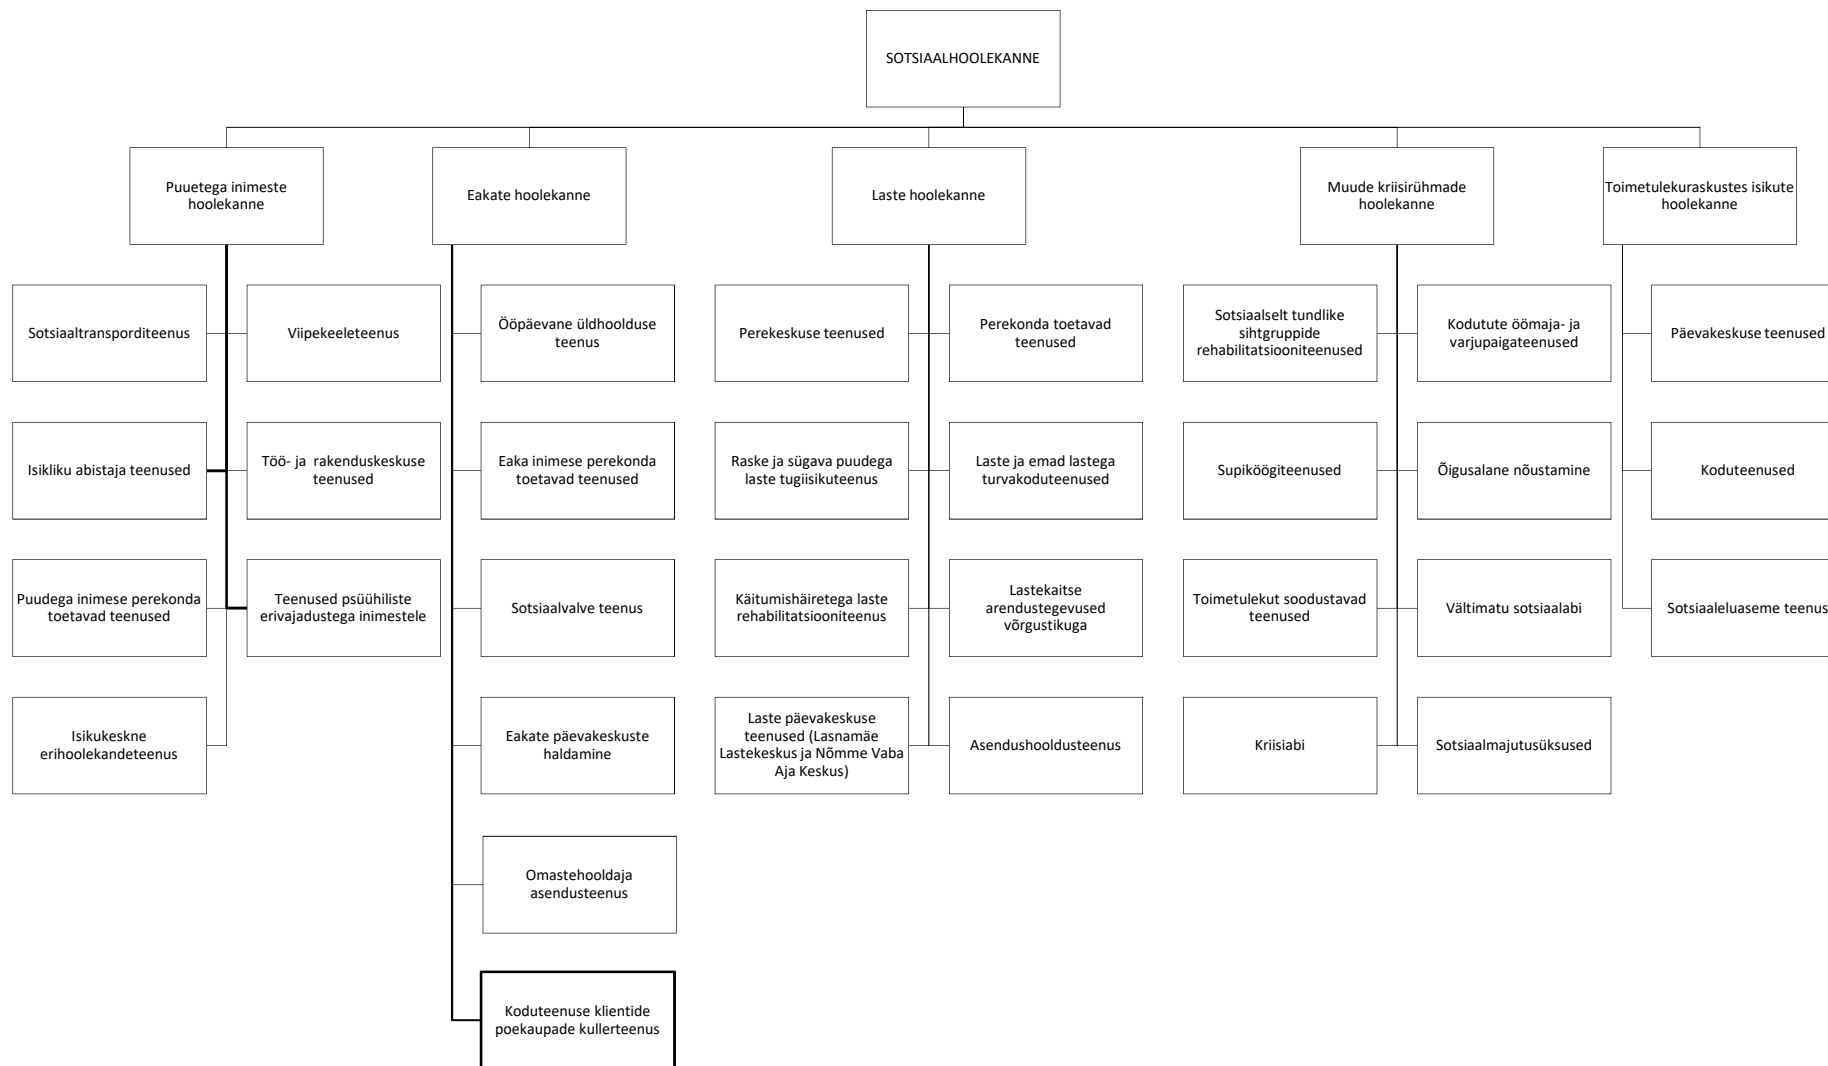 SOTSIAALHOOLEKANNE
Puuetega inimeste
hoolekanne
Eakate hoolekanne
Laste hoolekanne
Muude kriisirühmade
hoolekanne
Toimetulekuraskustes isikute
hoolekanne
Sotsiaaltransporditeenus
Viipekeeleteenus
Isikliku abistaja teenused
Töö- ja rakenduskeskuse
teenused
Puudega inimese perekonda
toetavad teenused
Teenused psüühiliste
erivajadustega inimestele
Isikukeskne
erihoolekandeteenus
Ööpäevane üldhoolduse
teenus
Eaka inimese perekonda
toetavad teenused
Sotsiaalvalve teenus
Eakate päevakeskuste
haldamine
Omastehooldaja
asendusteenus
Koduteenuse klientide
poekaupade kullerteenus
Perekeskuse teenused
Perekonda toetavad
teenused
Raske ja sügava puudega
laste tugiisikuteenus
Laste ja emad lastega
turvakoduteenused
Käitumishäiretega laste
rehabilitatsiooniteenus
Lastekaitse
arendustegevused
võrgustikuga
Laste päevakeskuse
teenused (Lasnamäe
Lastekeskus ja Nõmme Vaba
Aja Keskus)
Asendushooldusteenus
Sotsiaalselt tundlike
sihtgruppide
rehabilitatsiooniteenused
Kodutute öömaja- ja
varjupaigateenused
Supiköögiteenused
Õigusalane nõustamine
Toimetulekut soodustavad
teenused
Vältimatu sotsiaalabi
Kriisiabi
Sotsiaalmajutusüksused
Päevakeskuse teenused
Koduteenused
Sotsiaaleluaseme teenus